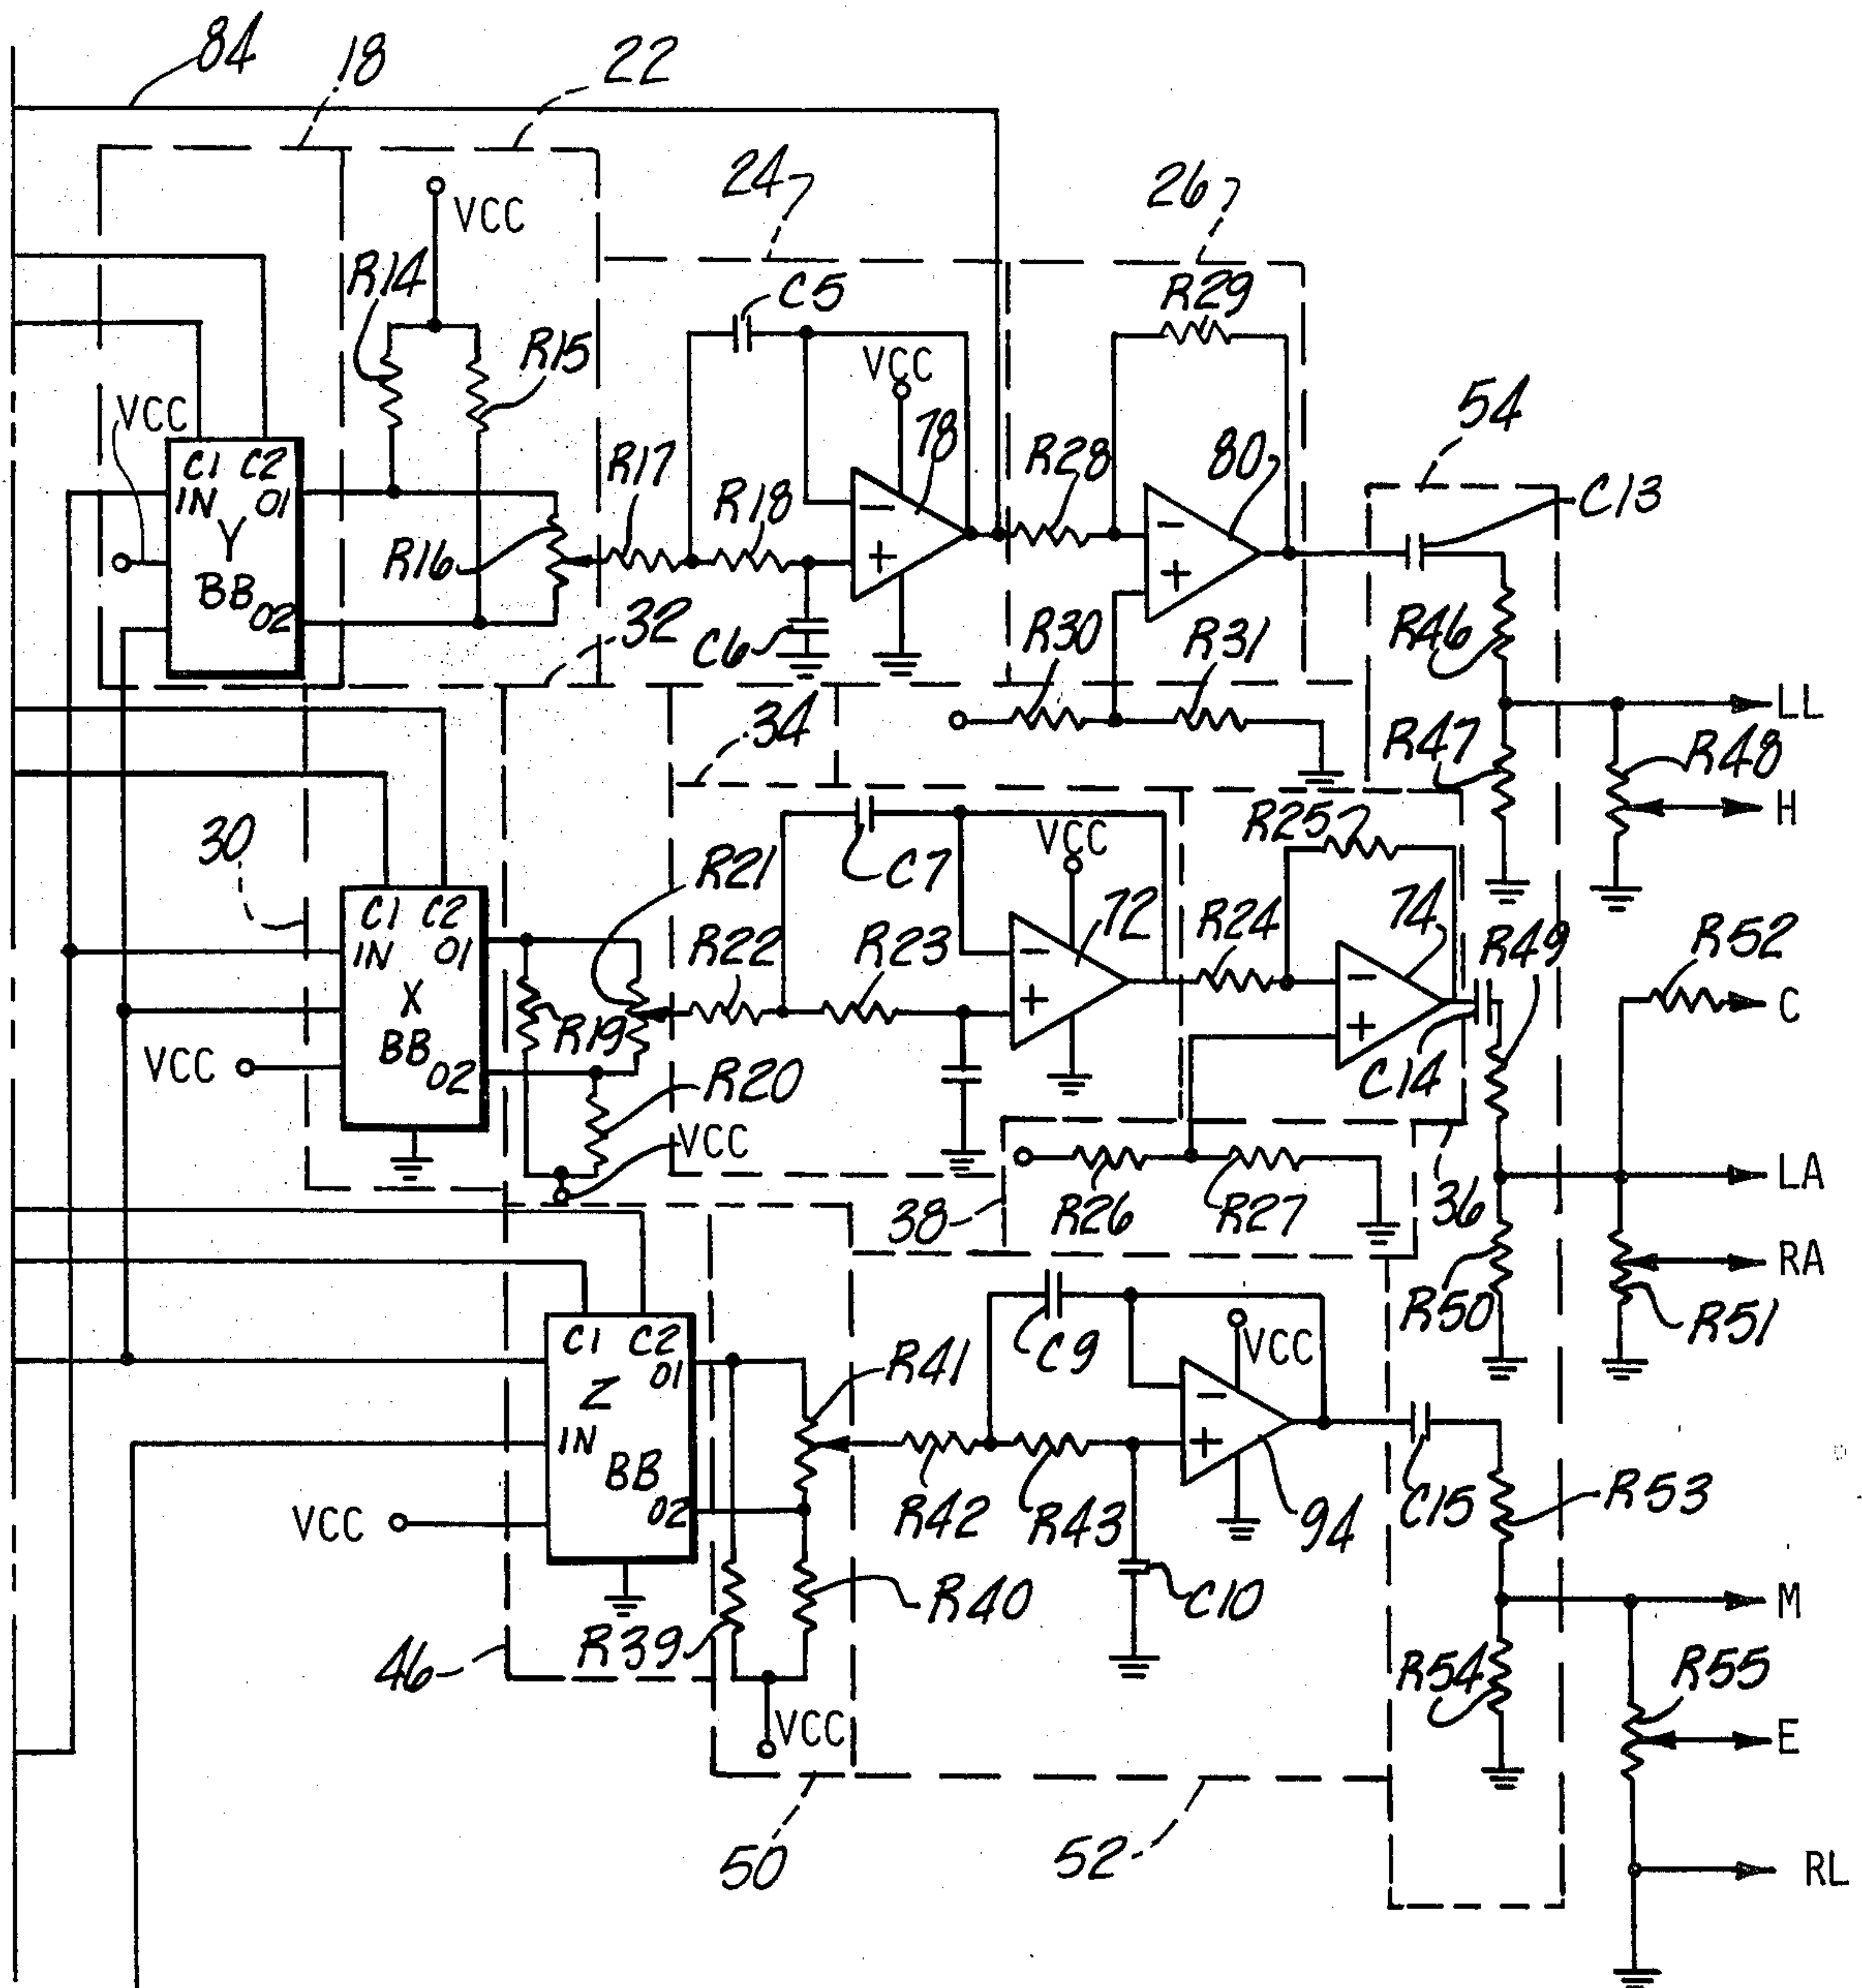 84
18
22
VCC
24
26
R14
C5
R29
R15
VCC
VCC
54
78
C1 C2
R17
R28
80
C13
IN O1
R18
Y
R16
BB
O2
32
C6
R30
R31
R46
LL
34
R47
R48
H
30
R252
C7
VCC
R21
C1 C2
R22
R23
72
R24
74
R49
R52
IN O1
C
X
R19
BB
O2
VCC
R20
C14
VCC
LA
38
R26
R27
36
RA
R50
R51
C1 C2
C9
VCC
O1
R41
Z
IN
BB
R42
R43
94
C15
R53
O2
VCC
R40
C10
M
R39
46
R54
R55
VCC
E
50
52
RL